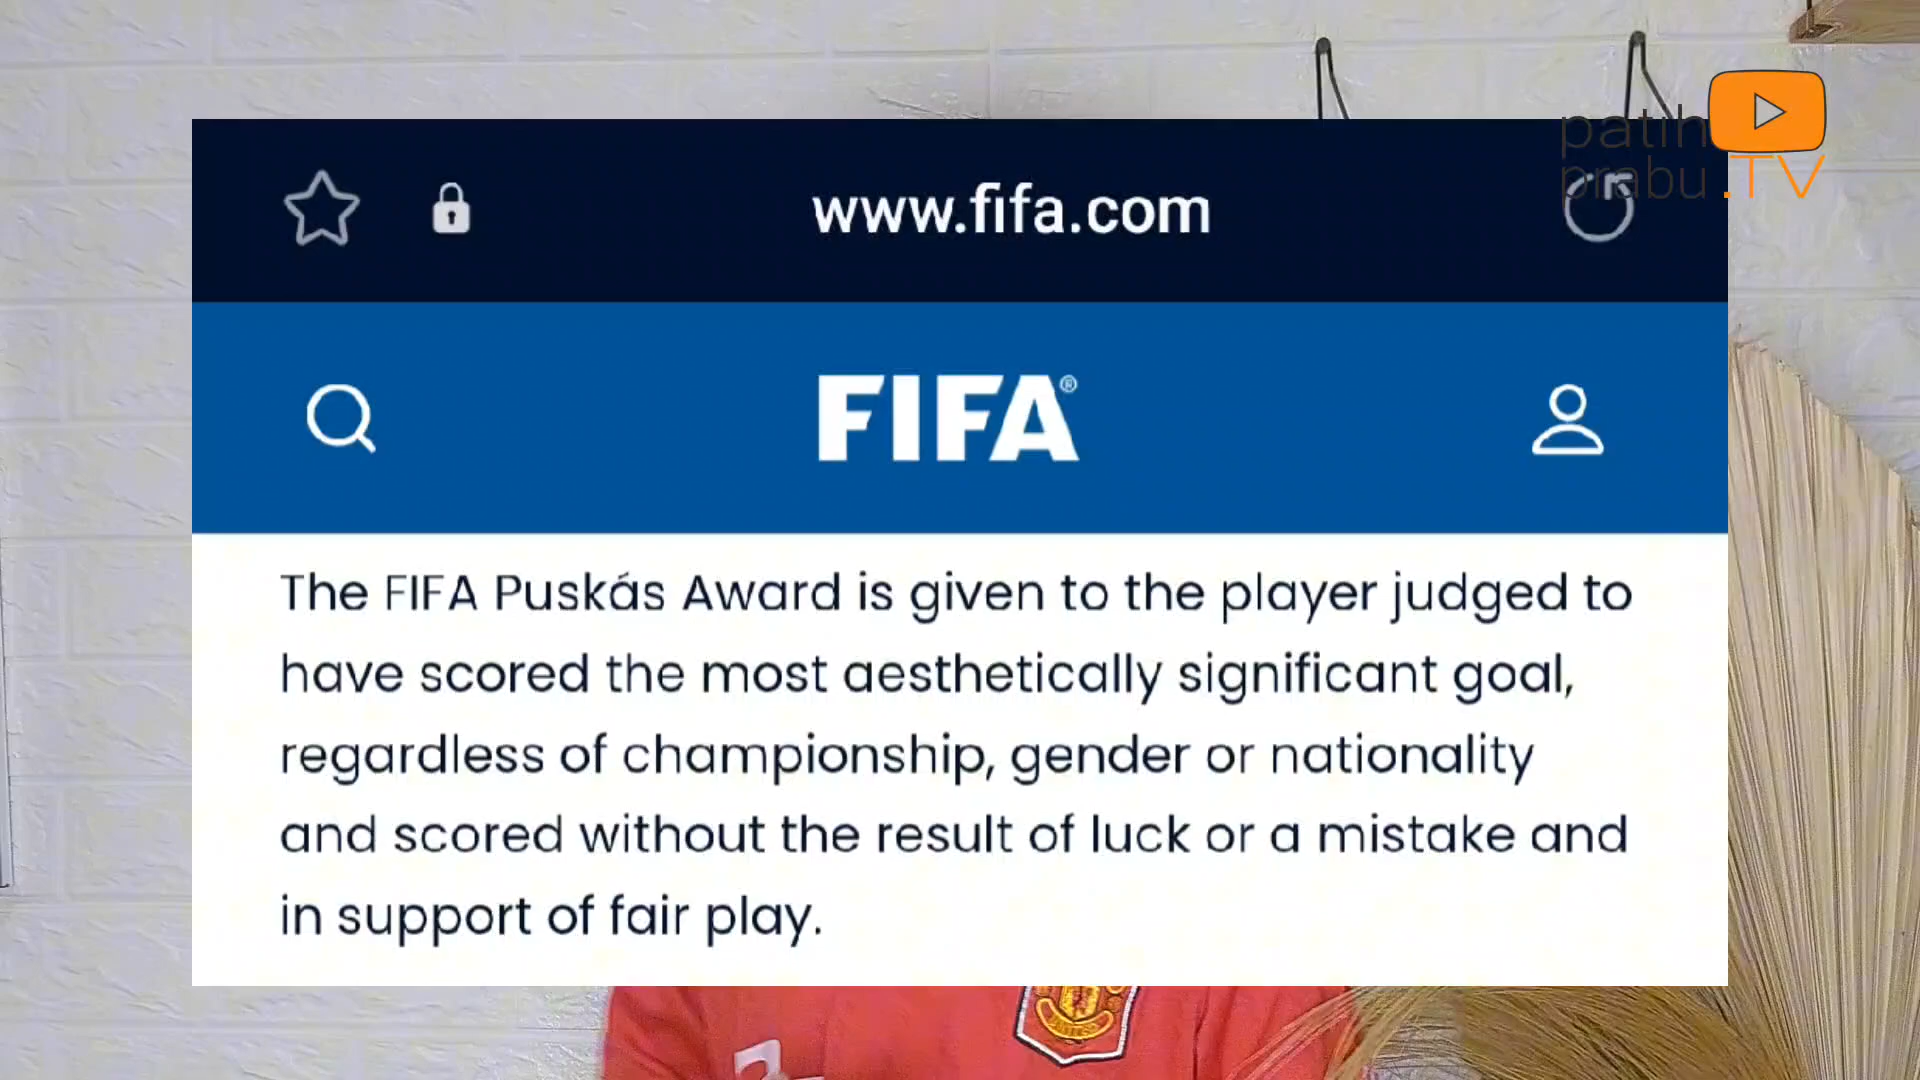 patih
prabu.TV
www.fifa.com
FIFA®
The FIFA Puskás Award is given to the player judged to
have scored the most aesthetically significant goal,
regardless of championship, gender or nationality
and scored without the result of luck or a mistake and
in support of fair play.